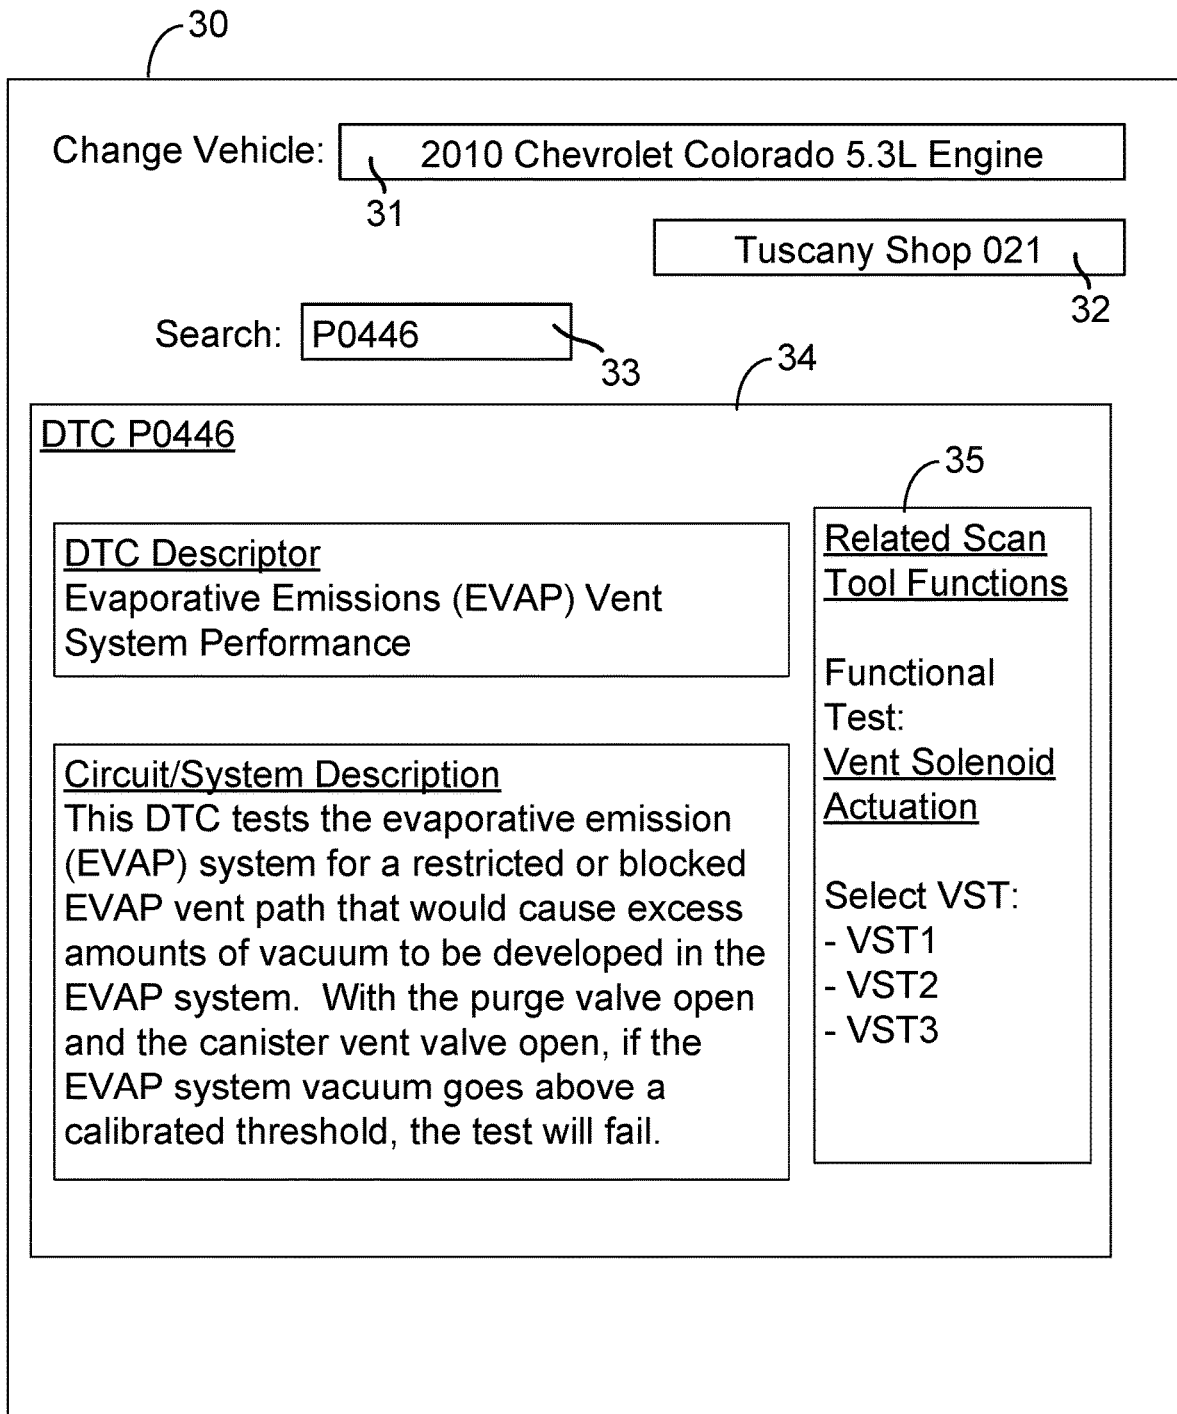 30
Change Vehicle: 2010 Chevrolet Colorado 5.3L Engine
31
Tuscany Shop 021
32
Search: P0446
33
34
DTC P0446
35
DTC Descriptor
Evaporative Emissions (EVAP) Vent
System Performance
Circuit/System Description
This DTC tests the evaporative emission
(EVAP) system for a restricted or blocked
EVAP vent path that would cause excess
amounts of vacuum to be developed in the
EVAP system.  With the purge valve open
and the canister vent valve open, if the
EVAP system vacuum goes above a
calibrated threshold, the test will fail.
Related Scan
Tool Functions
Functional
Test:
Vent Solenoid
Actuation
Select VST:
- VST1
- VST2
- VST3